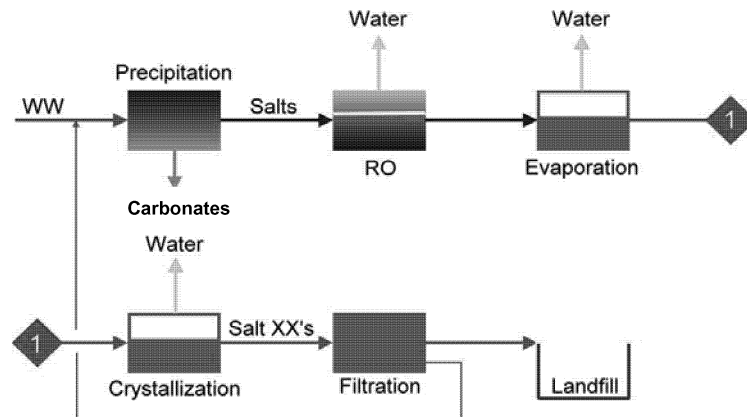 Water
Water
Precipitation
WW
Salts
1
RO
Evaporation
Carbonates
Water
1
Salt XX's
Crystallization
Filtration
Landfill